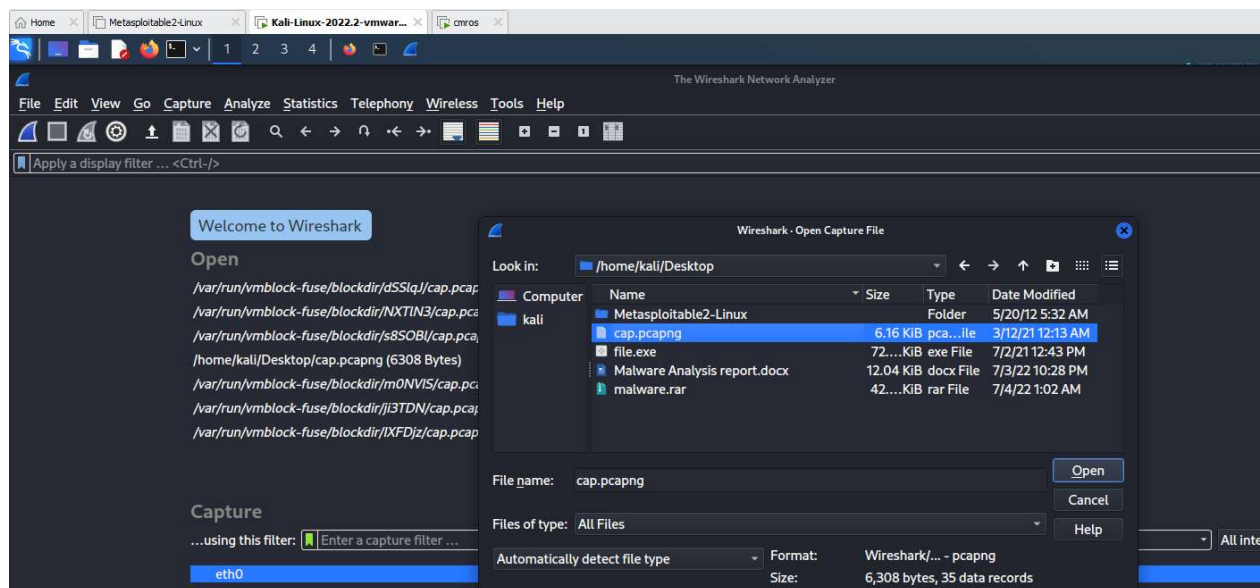 Home Metasploitable2-Linux Kali-Linux-2022.2-vmwar... cmros
1 2 3 4
The Wireshark Network Analyzer
File Edit View Go Capture Analyze Statistics Telephony Wireless Tools Help
Apply a display filter ... <Ctrl-/>
Welcome to Wireshark
Open
/var/run/vmblock-fuse/blockdir/dSSlqJ/cap.pcap
/var/run/vmblock-fuse/blockdir/NXTIN3/cap.pca
/var/run/vmblock-fuse/blockdir/s8SOBI/cap.pca
/home/kali/Desktop/cap.pcapng (6308 Bytes)
/var/run/vmblock-fuse/blockdir/m0NVIS/cap.pca
/var/run/vmblock-fuse/blockdir/ji3TDN/cap.pcap
/var/run/vmblock-fuse/blockdir/IXFDjz/cap.pcap
Capture
...using this filter: Enter a capture filter ...
All inte
eth0
Wireshark · Open Capture File
Look in: /home/kali/Desktop
Computer
kali
Name Size Type Date Modified
Metasploitable2-Linux Folder 5/20/12 5:32 AM
cap.pcapng 6.16 KiB pca...ile 3/12/21 12:13 AM
file.exe 72....KiB exe File 7/2/21 12:43 PM
Malware Analysis report.docx 12.04 KiB docx File 7/3/22 10:28 PM
malware.rar 42....KiB rar File 7/4/22 1:02 AM
File name: cap.pcapng
Open
Cancel
Files of type: All Files
Help
Automatically detect file type
Format: Wireshark/... - pcapng
Size: 6,308 bytes, 35 data records